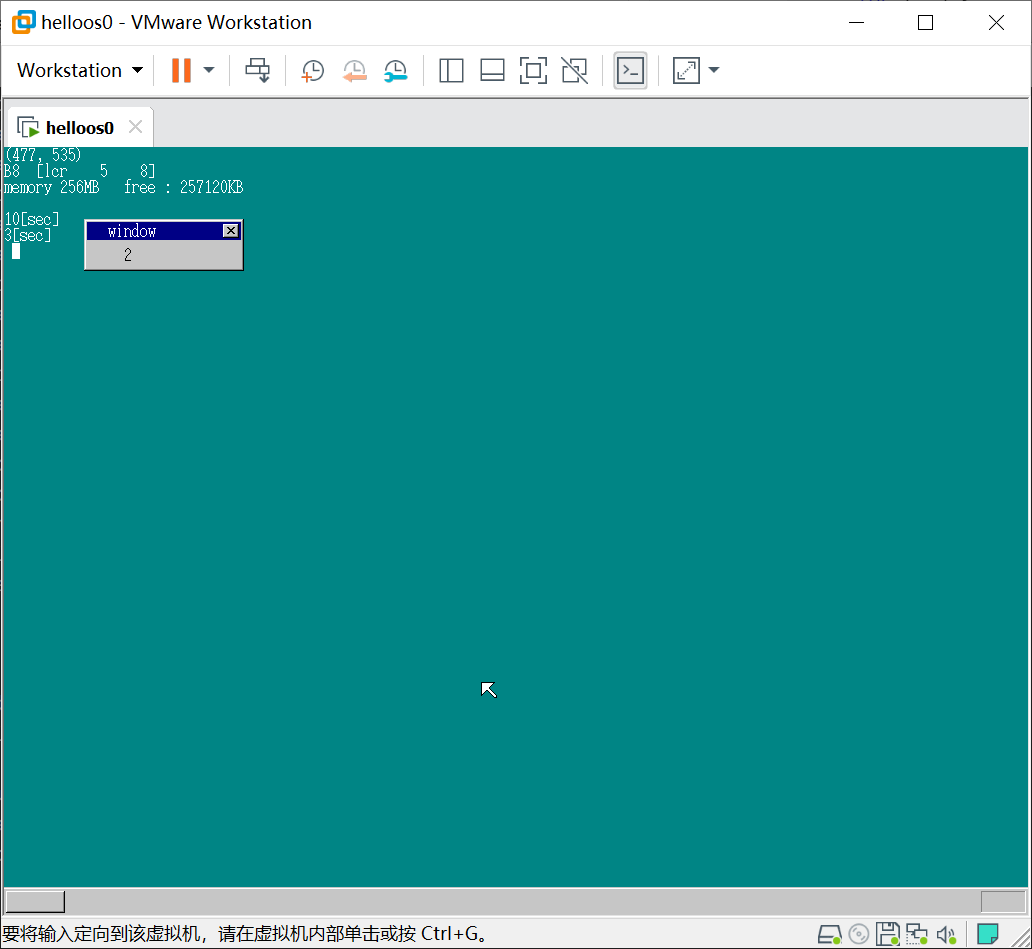 helloos0 - VMware Workstation
Workstation
helloos0
(477, 535)
B8 [lcr 5 8]
memory 256MB free : 257120KB
10[sec]
3[sec]
window
2
要将输入定向到该虚拟机，请在虚拟机内部单击或按 Ctrl+G。